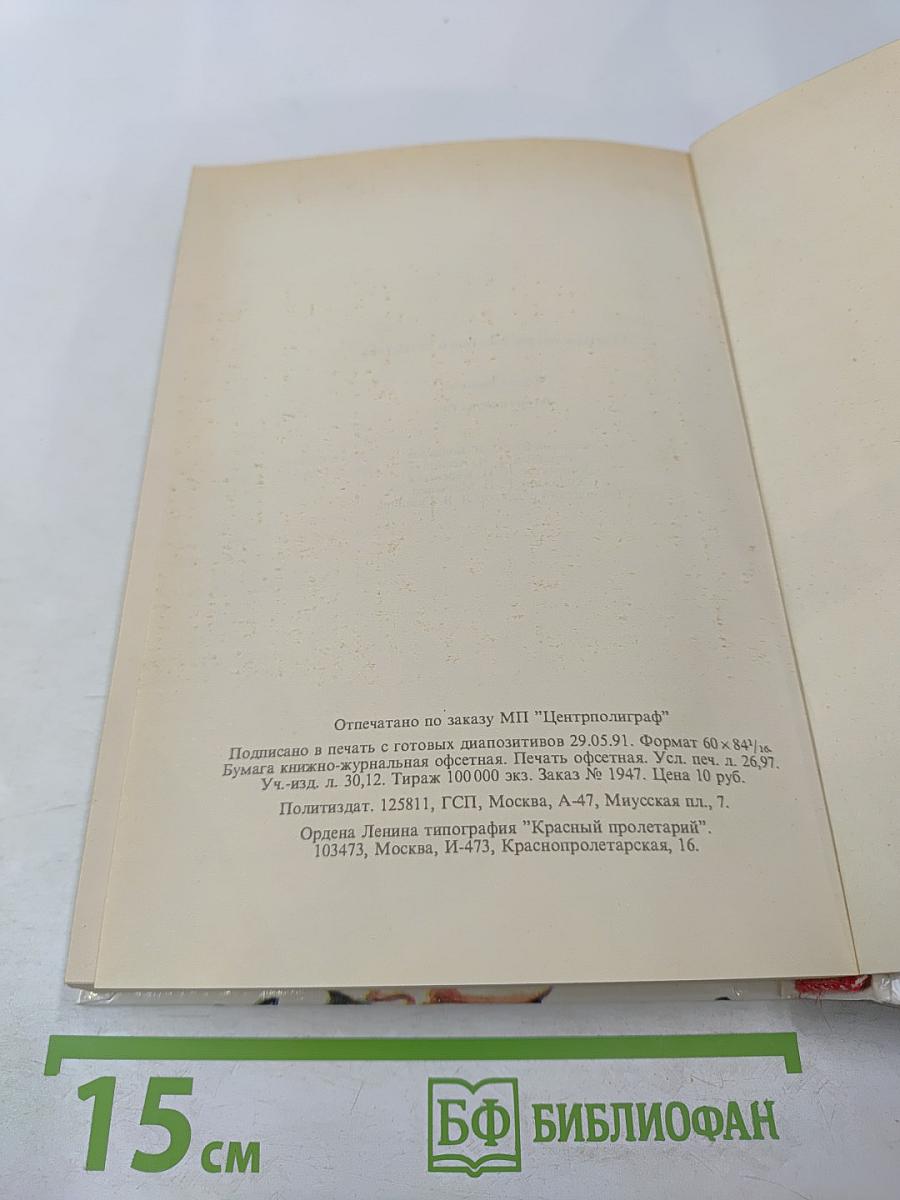 Отпечатано по заказу МП "Центрполиграф"
Подписано в печать с готовых диапозитивов 29.05.91. Формат 60×84¹/₁₆.
Бумага книжно-журнальная офсетная. Печать офсетная. Усл. печ. л. 26,97.
Уч.-изд. л. 30,12. Тираж 100 000 экз. Заказ № 1947. Цена 10 руб.
Политиздат. 125811, ГСП, Москва, А-47, Миусская пл., 7.
Ордена Ленина типография "Красный пролетарий".
103473, Москва, И-473, Краснопролетарская, 16.
15 см
БФ БИБЛИОФАН